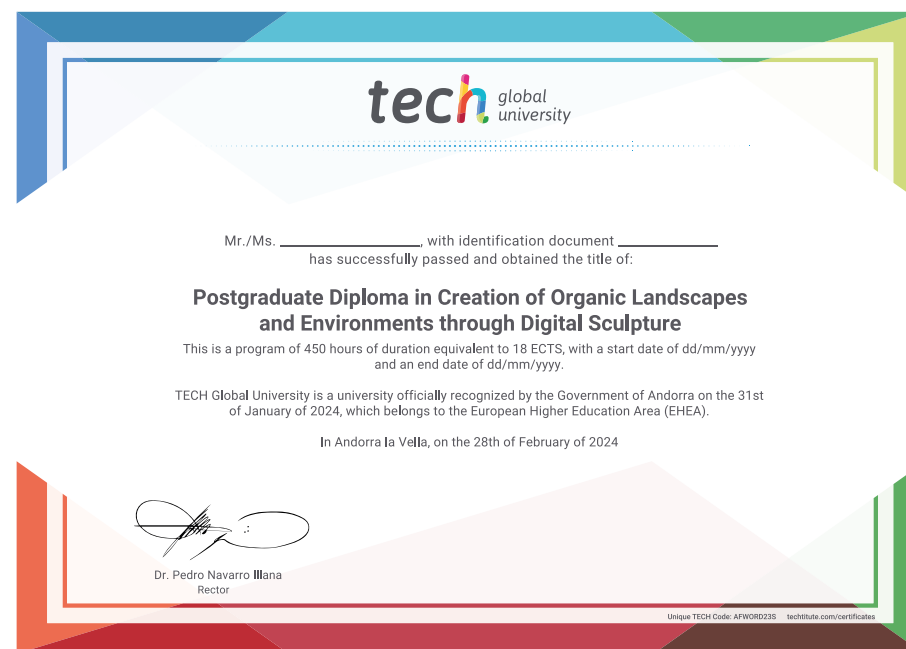 tech global university
Mr./Ms. ____________, with identification document ____________
has successfully passed and obtained the title of:
Postgraduate Diploma in Creation of Organic Landscapes
and Environments through Digital Sculpture
This is a program of 450 hours of duration equivalent to 18 ECTS, with a start date of dd/mm/yyyy
and an end date of dd/mm/yyyy.
TECH Global University is a university officially recognized by the Government of Andorra on the 31st
of January of 2024, which belongs to the European Higher Education Area (EHEA).
In Andorra la Vella, on the 28th of February of 2024
Dr. Pedro Navarro Illana
Rector
Unique TECH Code: AFWORD23S techtitute.com/certificates